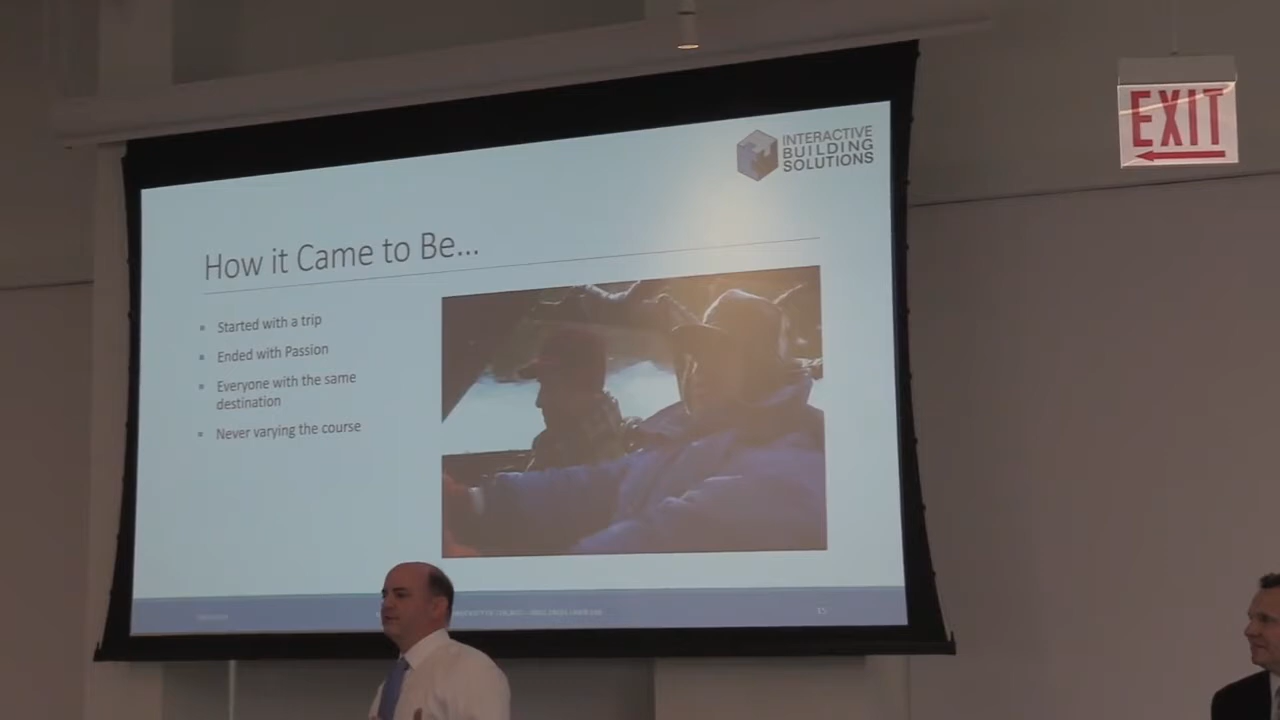 INTERACTIVE
BUILDING
SOLUTIONS
EXIT
How it Came to Be...
Started with a trip
Ended with Passion
Everyone with the same
destination
Never varying the course
15